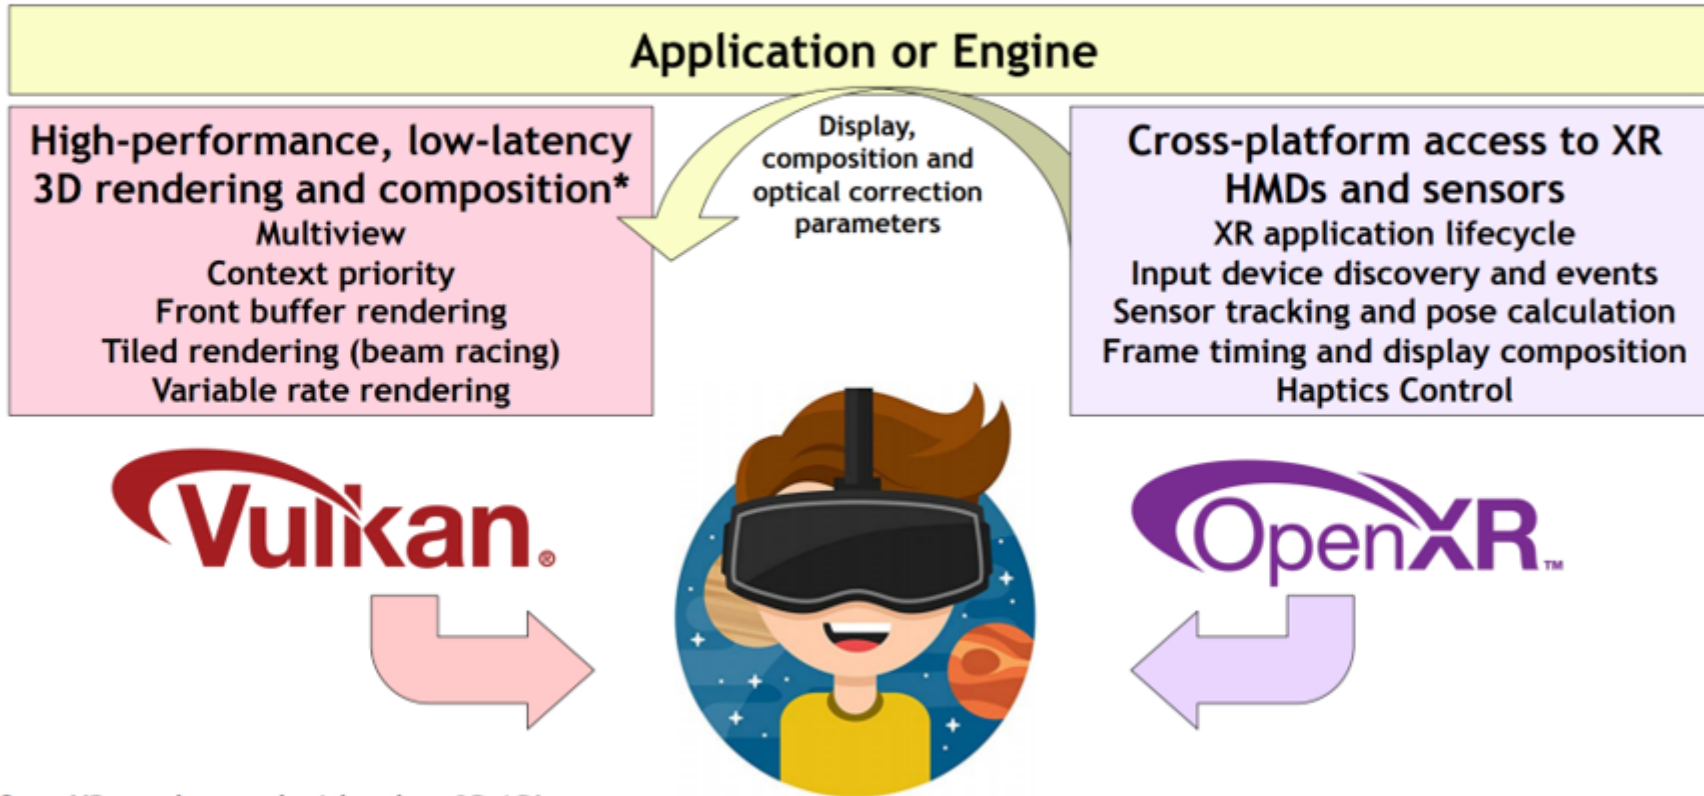 Application or Engine
High-performance, low-latency
3D rendering and composition*
Multiview
Context priority
Front buffer rendering
Tiled rendering (beam racing)
Variable rate rendering
Display,
composition and
optical correction
parameters
Cross-platform access to XR
HMDs and sensors
XR application lifecycle
Input device discovery and events
Sensor tracking and pose calculation
Frame timing and display composition
Haptics Control
Vulkan®
OpenXR™